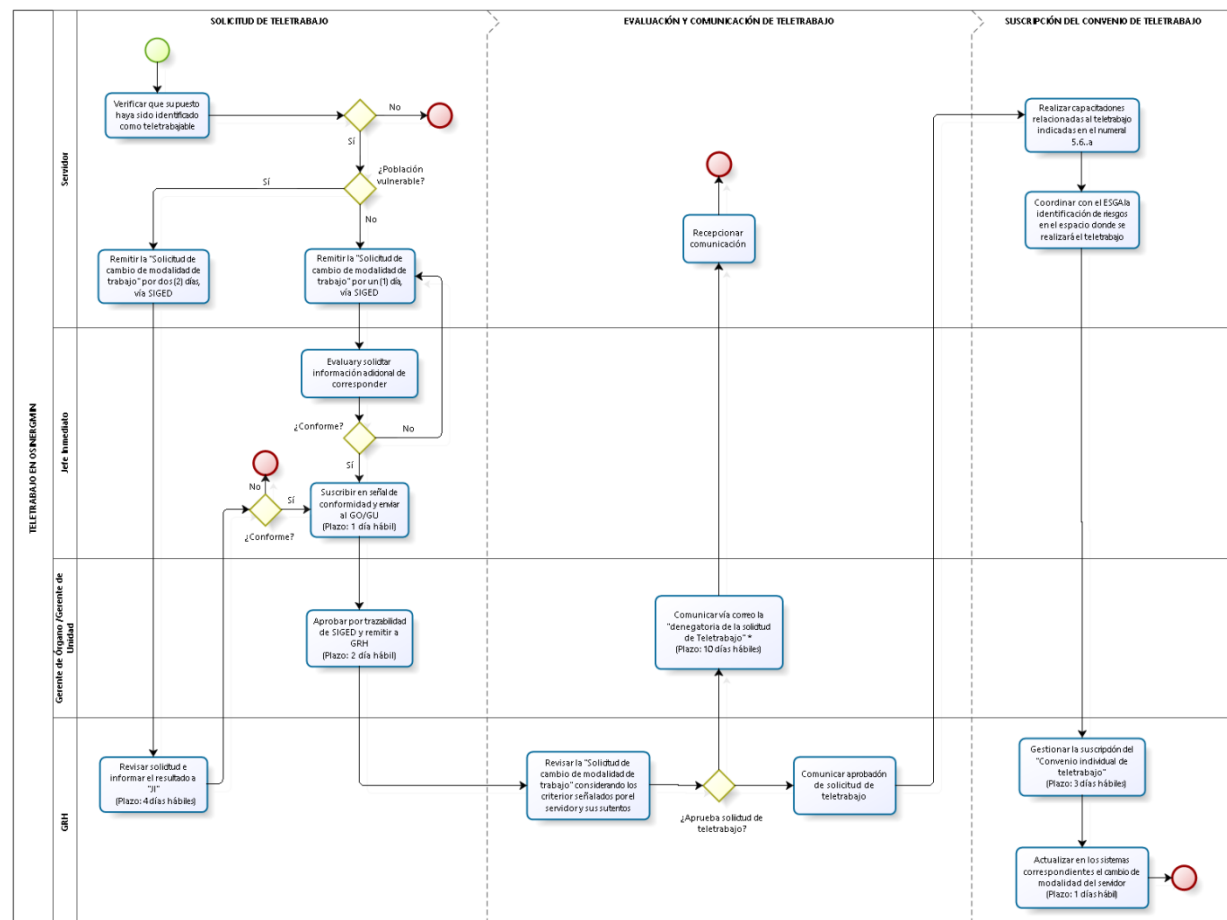 SOLICITUD DE TELETRABAJO
EVALUACIÓN Y COMUNICACIÓN DE TELETRABAJO
SUSCRIPCIÓN DEL CONVENIO DE TELETRABAJO
TELETRABAJO EN OSINERGMIN
Servidor
Verificar que su puesto
haya sido identificado
como teletrabajable
No
Sí
¿Población
vulnerable?
Sí
No
Remitir la "Solicitud de
cambio de modalidad de
trabajo" por dos (2) días,
vía SIGED
Remitir la "Solicitud de
cambio de modalidad de
trabajo" por un (1) día,
vía SIGED
Recepcionar
comunicación
Realizar capacitaciones
relacionadas al teletrabajo
indicadas en el numeral
5.6..a
Coordinar con el ESGAla
identificación de riesgos
en el espacio donde se
realizará el teletrabajo
Jefe Inmediato
Evaluar y solicitar
información adicional de
corresponder
¿Conforme?
No
Sí
No
Sí
¿Conforme?
Suscribir en señal de
conformidad y enviar
al GO/GU
(Plazo: 1 día hábil)
Gerente de Órgano /Gerente de
Unidad
Aprobar por trazabilidad
de SIGED y remitir a
GRH
(Plazo: 2 día hábil)
Comunicar vía correo la
"denegatoria de la solicitud
de Teletrabajo" *
(Plazo: 10 días hábiles)
GRH
Revisar solicitud e
informar el resultado a
"JI"
(Plazo: 4 días hábiles)
Revisar la "Solicitud de
cambio de modalidad de
trabajo" considerando los
criterior señalados por el
servidor y sus sutentos
¿Aprueba solicitud de
teletrabajo?
Comunicar aprobación
de solicitud de
teletrabajo
Gestionar la suscripción del
"Convenio individual de
teletrabajo"
(Plazo: 3 días hábiles)
Actualizar en los sistemas
correspondientes el cambio de
modalidad del servidor
(Plazo: 1 día hábil)